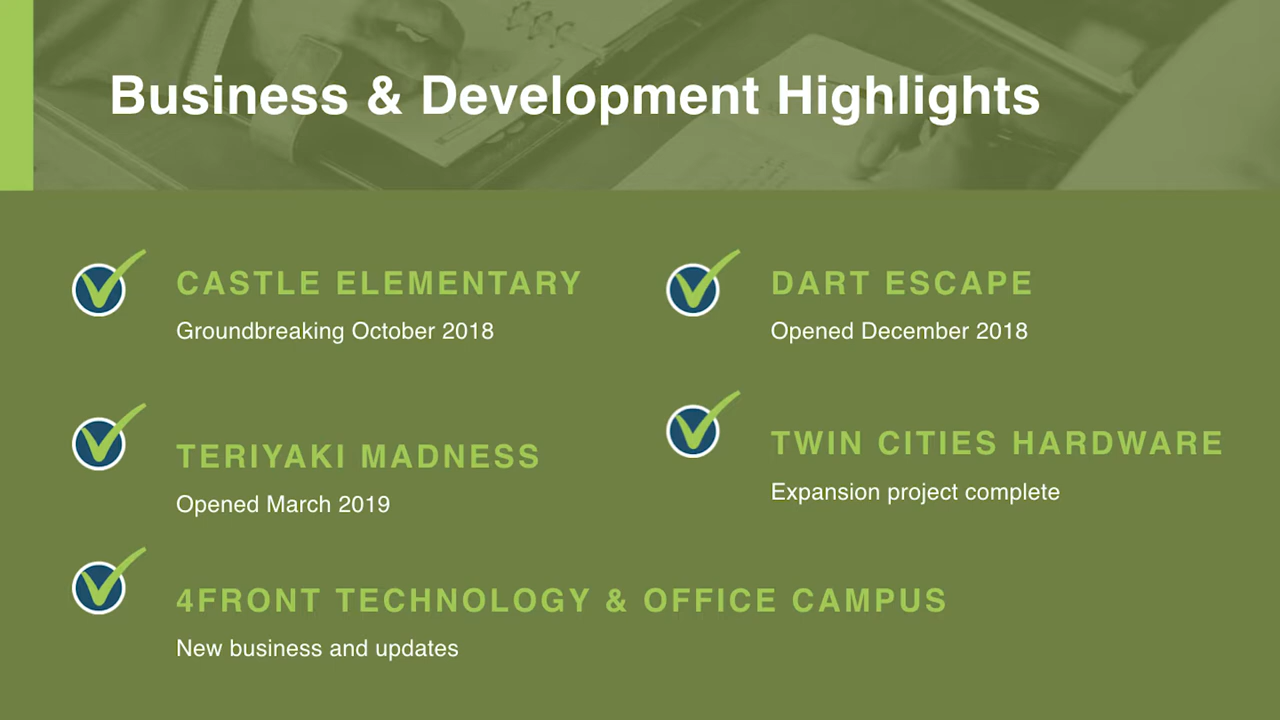 Business & Development Highlights
CASTLE ELEMENTARY
Groundbreaking October 2018
DART ESCAPE
Opened December 2018
TERIYAKI MADNESS
Opened March 2019
TWIN CITIES HARDWARE
Expansion project complete
4FRONT TECHNOLOGY & OFFICE CAMPUS
New business and updates